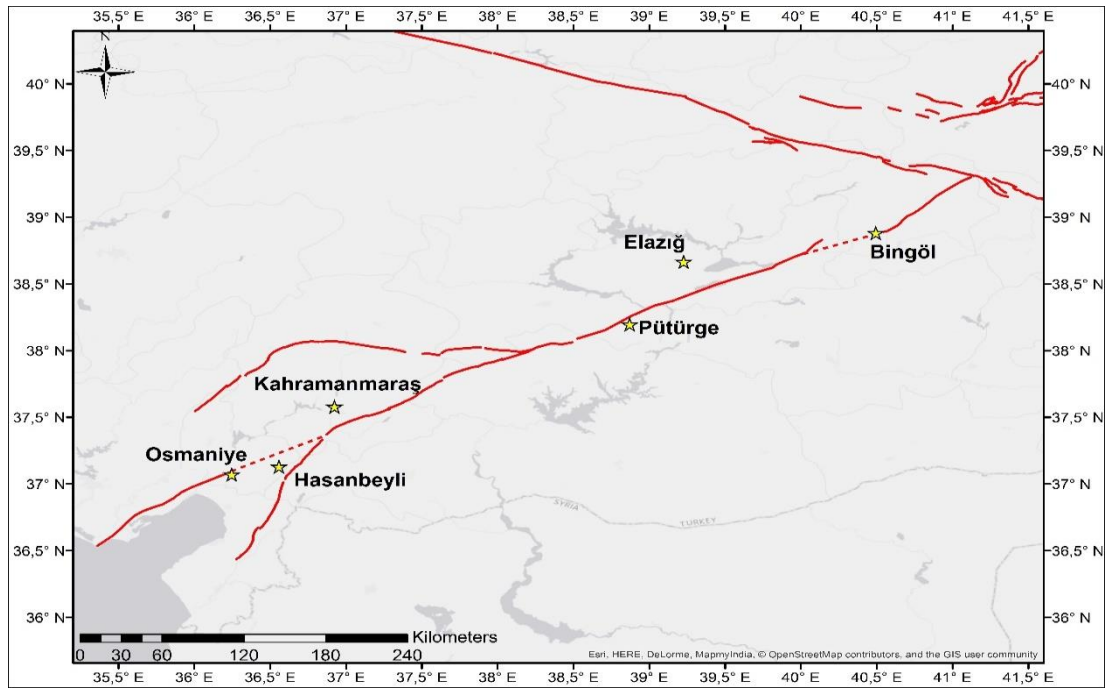 35,5° E 36° E 36,5° E 37° E 37,5° E 38° E 38,5° E 39° E 39,5° E 40° E 40,5° E 41° E 41,5° E
N
40° N 40° N
39,5° N 39,5° N
39° N 39° N
Elazığ
Bingöl
38,5° N 38,5° N
Pütürge
38° N 38° N
Kahramanmaraş
37,5° N 37,5° N
Osmaniye
Hasanbeyli
37° N 37° N
SYRIA
TURKEY
36,5° N 36,5° N
36° N 36° N
Kilometers
0 30 60 120 180 240
Esri, HERE, DeLorme, MapmyIndia, © OpenStreetMap contributors, and the GIS user community
35,5° E 36° E 36,5° E 37° E 37,5° E 38° E 38,5° E 39° E 39,5° E 40° E 40,5° E 41° E 41,5° E